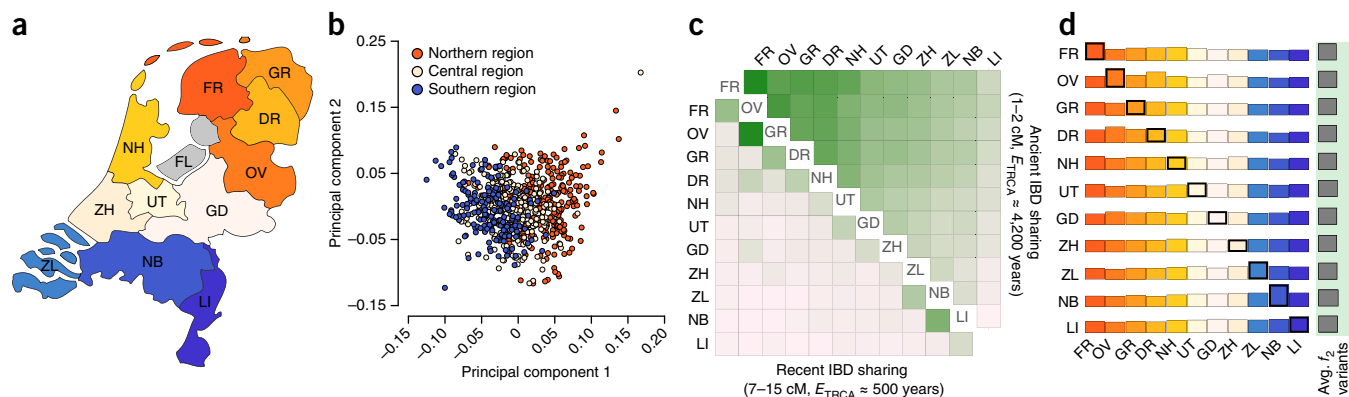 a
FR
GR
DR
NH
FL
OV
ZH
UT
GD
ZL
NB
LI
b
0.25
0.15
0.05
−0.05
−0.15
Principal component 2
Northern region
Central region
Southern region
−0.15
−0.10
−0.05
0
0.05
0.10
0.15
0.20
Principal component 1
c
FR OV GR DR NH UT GD ZH ZL NB LI
FR
OV
GR
DR
NH
UT
GD
ZH
ZL
NB
LI
FR
OV
GR
DR
NH
UT
GD
ZH
ZL
NB
LI
Ancient IBD sharing
(1–2 cM, ETRCA ≈ 4,200 years)
Recent IBD sharing
(7–15 cM, ETRCA ≈ 500 years)
d
FR
OV
GR
DR
NH
UT
GD
ZH
ZL
NB
LI
FR OV GR DR NH UT GD ZL NB LI
Avg. f2
variants